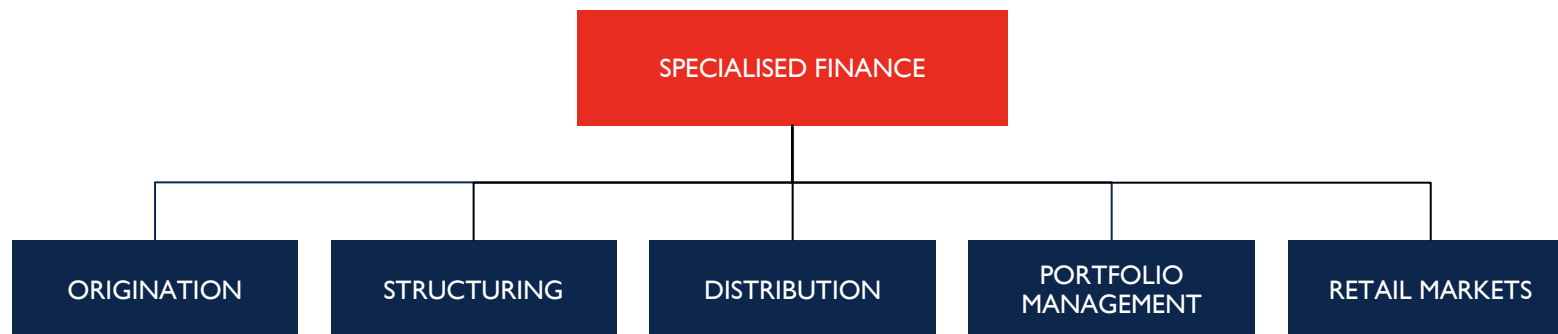 SPECIALISED FINANCE
ORIGINATION
STRUCTURING
DISTRIBUTION
PORTFOLIO
MANAGEMENT
RETAIL MARKETS